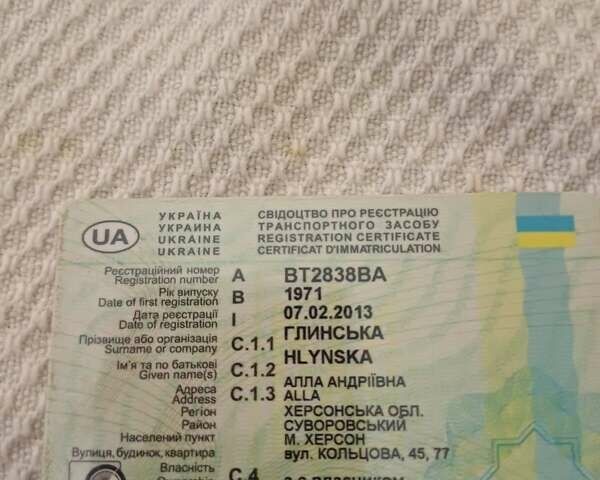 UA
УКРАЇНА
УКРАИНА
UKRAINE
UKRAINE
СВІДОЦТВО ПРО РЕЄСТРАЦІЮ
ТРАНСПОРТНОГО ЗАСОБУ
REGISTRATION CERTIFICATE
CERTIFICAT D'IMMATRICULATION
Реєстраційний номер
Registration number A BT2838BA
Рік випуску
Date of first registration B 1971
Дата реєстрації
Date of registration I 07.02.2013
Прізвище або організація
Surname or company C.1.1 ГЛИНСЬКА
HLYNSKA
Ім'я та по батькові
Given name(s) C.1.2 АЛЛА АНДРІЇВНА
Адреса
Address C.1.3 ALLA
Регіон ХЕРСОНСЬКА ОБЛ.
Район СУВОРОВСЬКИЙ
Населений пункт М. ХЕРСОН
Вулиця, будинок, квартира вул. КОЛЬЦОВА, 45, 77
Власність
C.4